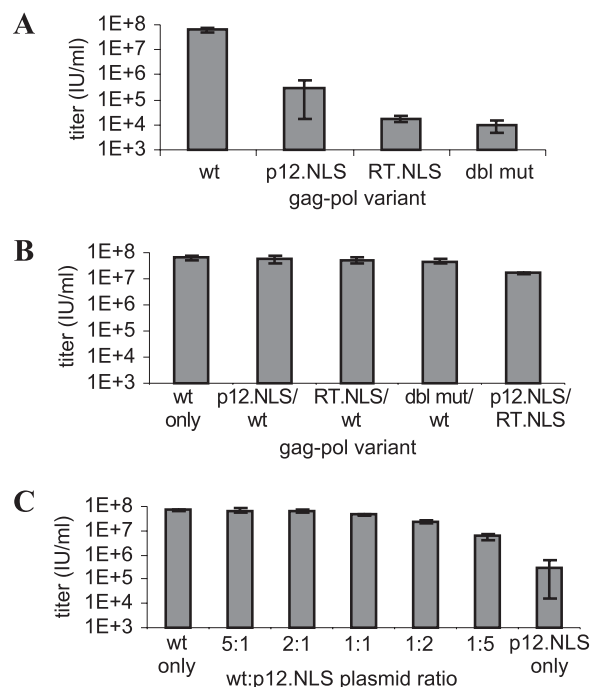 A
titer (IU/ml)
1E+8
1E+7
1E+6
1E+5
1E+4
1E+3
wt p12.NLS RT.NLS dbl mut
gag-pol variant
B
titer (IU/ml)
1E+8
1E+7
1E+6
1E+5
1E+4
1E+3
wt p12.NLS/ RT.NLS/ dbl mut/ p12.NLS/
only wt wt wt RT.NLS
gag-pol variant
C
titer (IU/ml)
1E+8
1E+7
1E+6
1E+5
1E+4
1E+3
wt 5:1 2:1 1:1 1:2 1:5 p12.NLS
only only
wt:p12.NLS plasmid ratio